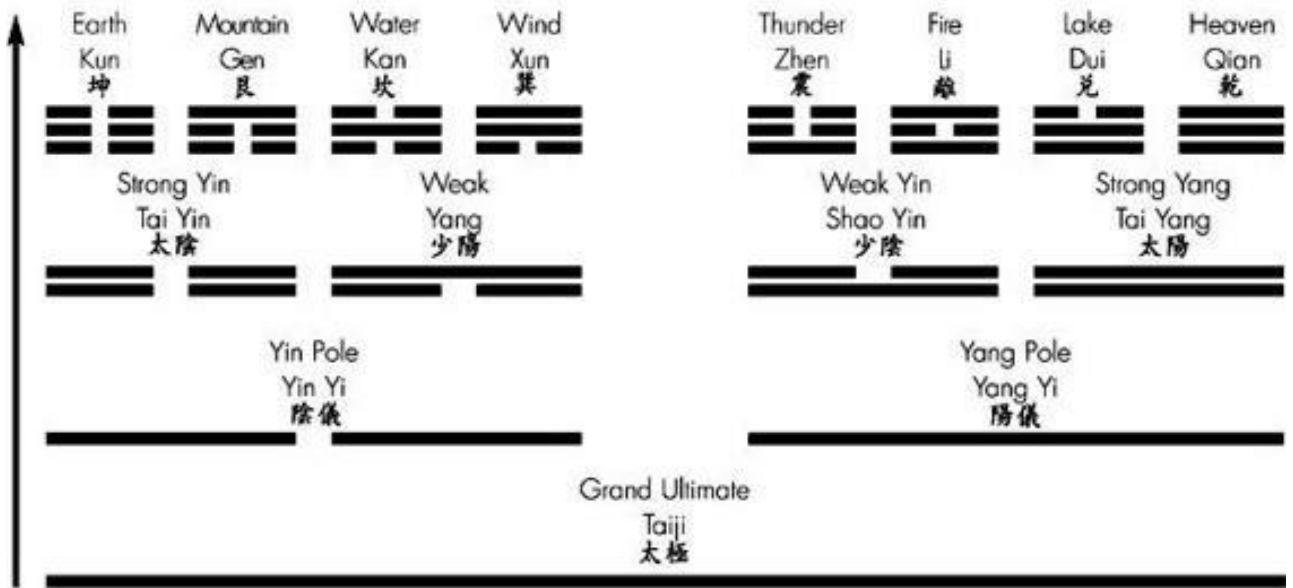 Earth Mountain Water Wind Thunder Fire Lake Heaven
Kun Gen Kan Xun Zhen Li Dui Qian
坤 艮 坎 巽 震 離 兌 乾
Strong Yin Weak Weak Yin Strong Yang
Tai Yin Yang Shao Yin Tai Yang
太陰 少陽 少陰 太陽
Yin Pole Yang Pole
Yin Yi Yang Yi
陰儀 陽儀
Grand Ultimate
Taiji
太極